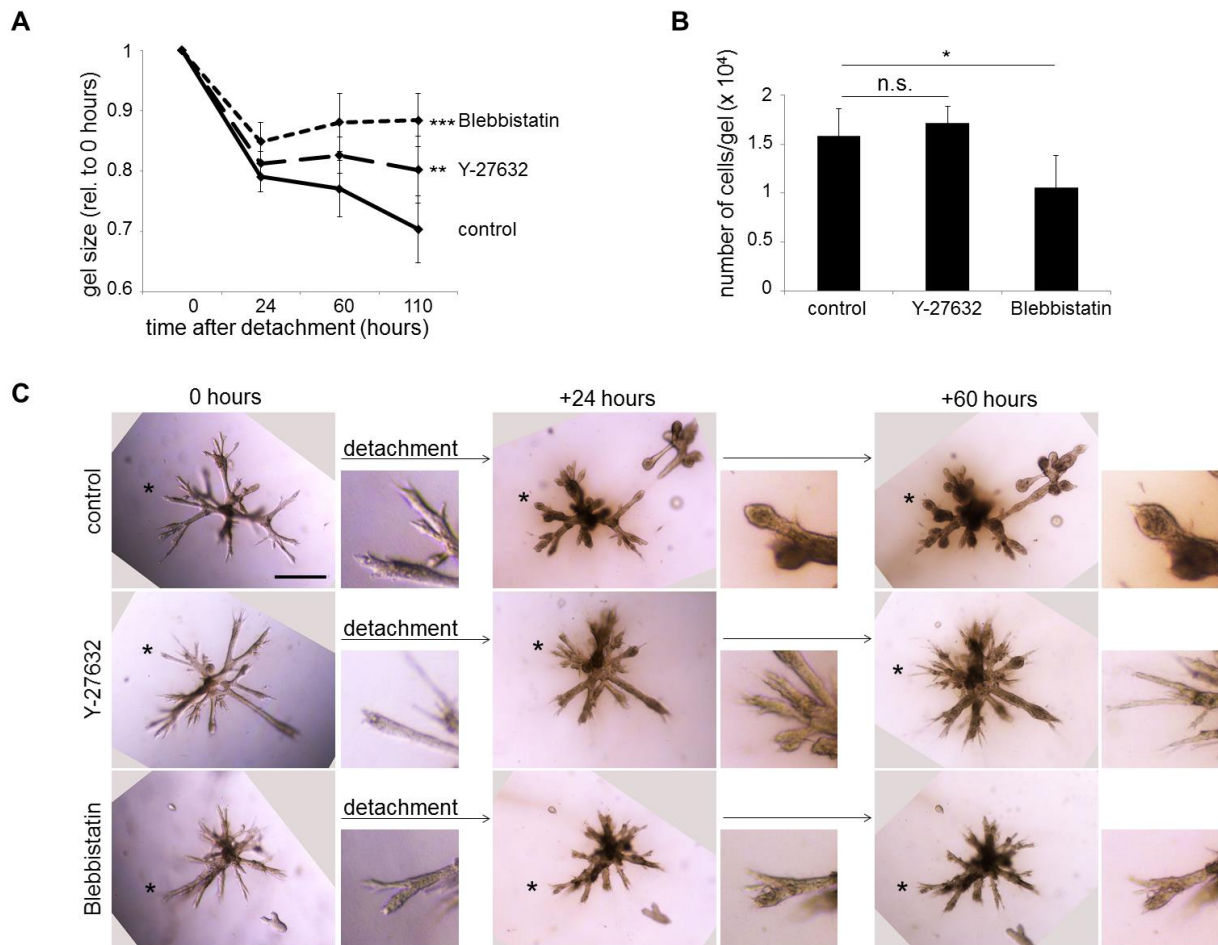 A
gel size (rel. to 0 hours)
1
0.9
0.8
0.7
0.6
0
24
60
110
time after detachment (hours)
*** Blebbistatin
** Y-27632
control
B
number of cells/gel (x 10⁴)
2
1.5
1
0.5
0
*
n.s.
control
Y-27632
Blebbistatin
C
0 hours
+24 hours
+60 hours
control
detachment
*
*
*
Y-27632
detachment
*
*
*
Blebbistatin
detachment
*
*
*